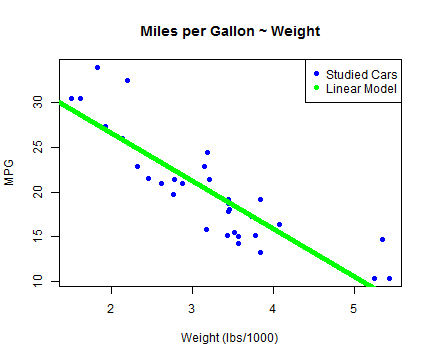 Miles per Gallon ~ Weight
Studied Cars
Linear Model
MPG
30
25
20
15
10
2
3
4
5
Weight (lbs/1000)